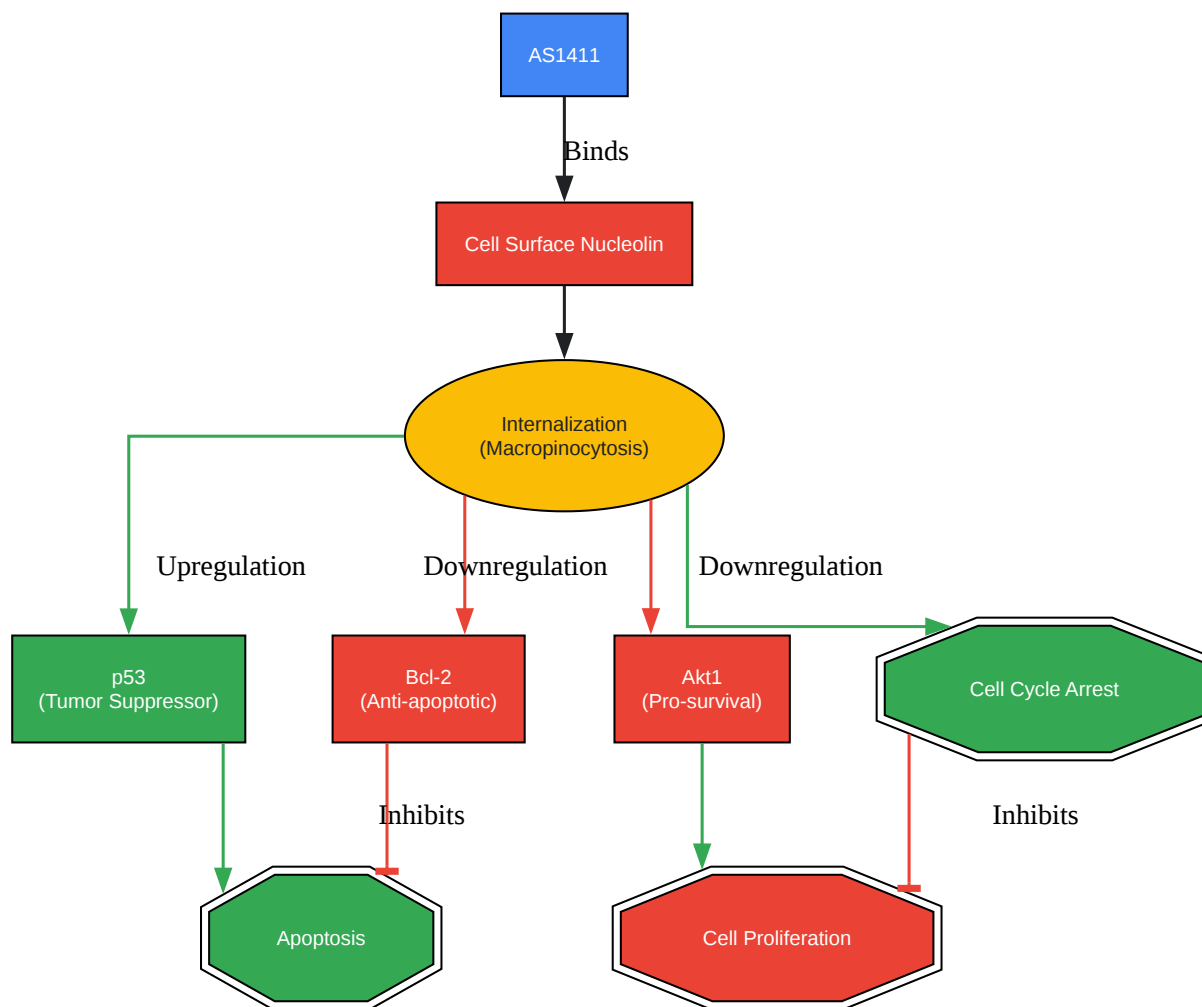 AS1411
Binds
Cell Surface Nucleolin
Internalization
(Macropinocytosis)
Upregulation
Downregulation
Downregulation
p53
(Tumor Suppressor)
Bcl-2
(Anti-apoptotic)
Akt1
(Pro-survival)
Cell Cycle Arrest
Inhibits
Inhibits
Apoptosis
Cell Proliferation